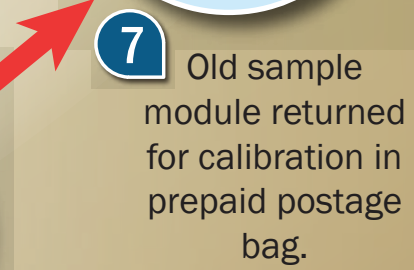 7
Old sample
module returned
for calibration in
prepaid postage
bag.